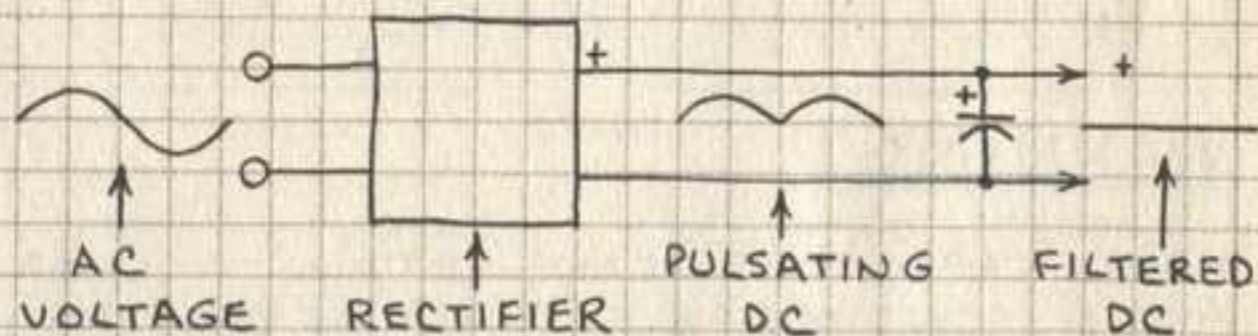 +
+
+
AC
VOLTAGE
RECTIFIER
PULSATING
DC
FILTERED
DC